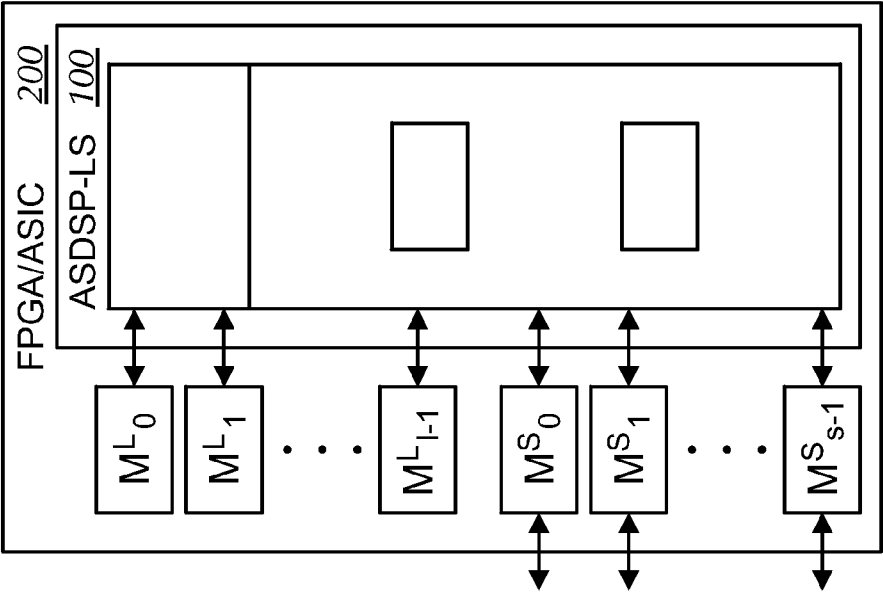 FPGA/ASIC 200
ASDSP-LS 100
M^L_0
M^L_1
. . .
M^L_l-1
M^S_0
M^S_1
. . .
M^S_s-1